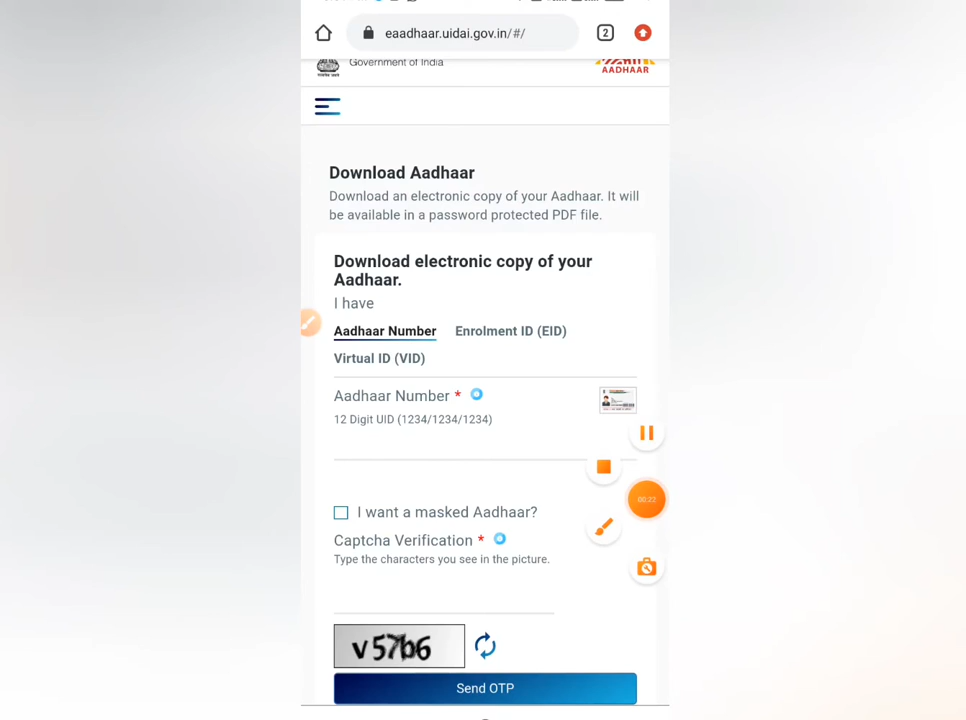 eaadhaar.uidai.gov.in/#/
2
Government of India
AADHAAR
Download Aadhaar
Download an electronic copy of your Aadhaar. It will
be available in a password protected PDF file.
Download electronic copy of your
Aadhaar.
I have
Aadhaar Number
Enrolment ID (EID)
Virtual ID (VID)
Aadhaar Number *
12 Digit UID (1234/1234/1234)
00:22
I want a masked Aadhaar?
Captcha Verification *
Type the characters you see in the picture.
v57b6
Send OTP